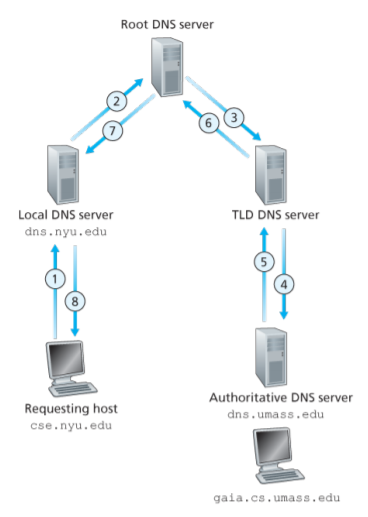 Root DNS server
2
3
7
6
Local DNS server
dns.nyu.edu
TLD DNS server
1
8
5
4
Requesting host
cse.nyu.edu
Authoritative DNS server
dns.umass.edu
gaia.cs.umass.edu